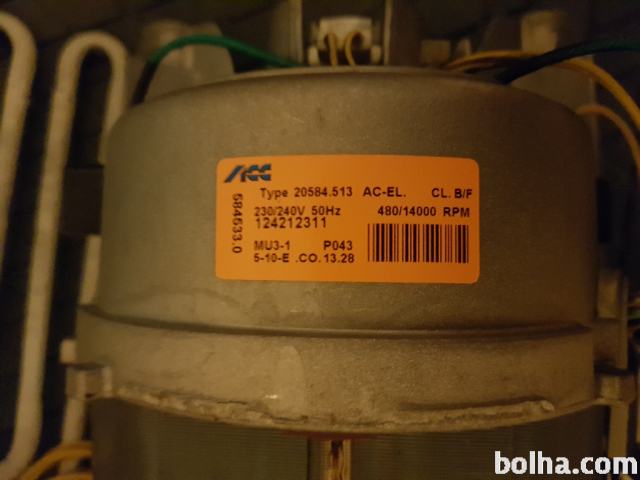 ACC
Type 20584.513 AC-EL. CL. B/F
230/240V 50Hz 480/14000 RPM
124212311
MU3-1 P043
5-10-E .CO.13.28
584533.0
bolha.com